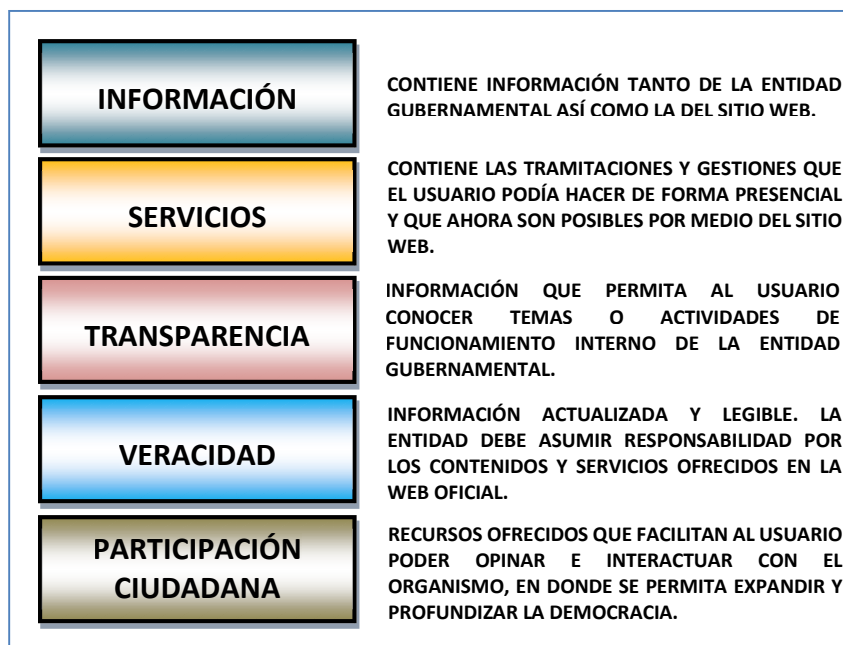 INFORMACIÓN
CONTIENE INFORMACIÓN TANTO DE LA ENTIDAD
GUBERNAMENTAL ASÍ COMO LA DEL SITIO WEB.
SERVICIOS
CONTIENE LAS TRAMITACIONES Y GESTIONES QUE
EL USUARIO PODÍA HACER DE FORMA PRESENCIAL
Y QUE AHORA SON POSIBLES POR MEDIO DEL SITIO
WEB.
TRANSPARENCIA
INFORMACIÓN QUE PERMITA AL USUARIO
CONOCER TEMAS O ACTIVIDADES DE
FUNCIONAMIENTO INTERNO DE LA ENTIDAD
GUBERNAMENTAL.
VERACIDAD
INFORMACIÓN ACTUALIZADA Y LEGIBLE. LA
ENTIDAD DEBE ASUMIR RESPONSABILIDAD POR
LOS CONTENIDOS Y SERVICIOS OFRECIDOS EN LA
WEB OFICIAL.
PARTICIPACIÓN
CIUDADANA
RECURSOS OFRECIDOS QUE FACILITAN AL USUARIO
PODER OPINAR E INTERACTUAR CON EL
ORGANISMO, EN DONDE SE PERMITA EXPANDIR Y
PROFUNDIZAR LA DEMOCRACIA.